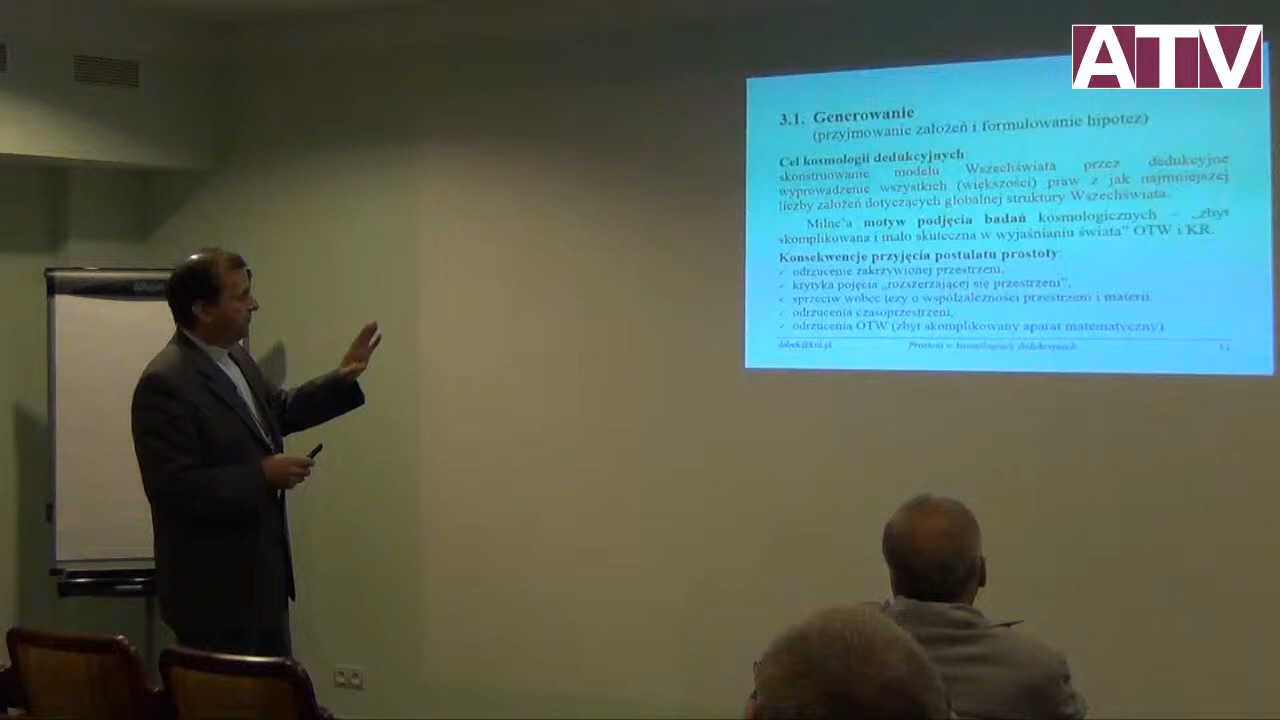 ATV
3.1. Generowanie
(przyjmowanie założeń i formułowanie hipotez)
Cel kosmologii dedukcyjnych:
skonstruowanie modelu Wszechświata przez dedukcyjne
wyprowadzenie wszystkich (większości) praw z jak najmniejszej
liczby założeń dotyczących globalnej struktury Wszechświata.
Milne'a motyw podjęcia badań kosmologicznych – „zbyt
skomplikowana i mało skuteczna w wyjaśnianiu świata” OTW i KR.
Konsekwencje przyjęcia postulatu prostoty:
✓ odrzucenie zakrzywionej przestrzeni,
✓ krytyka pojęcia „rozszerzającej się przestrzeni”,
✓ sprzeciw wobec tezy o współzależności przestrzeni i materii,
✓ odrzucenia czasoprzestrzeni,
✓ odrzucenia OTW (zbyt skomplikowany aparat matematyczny).
Prostota w kosmologiach dedukcyjnych